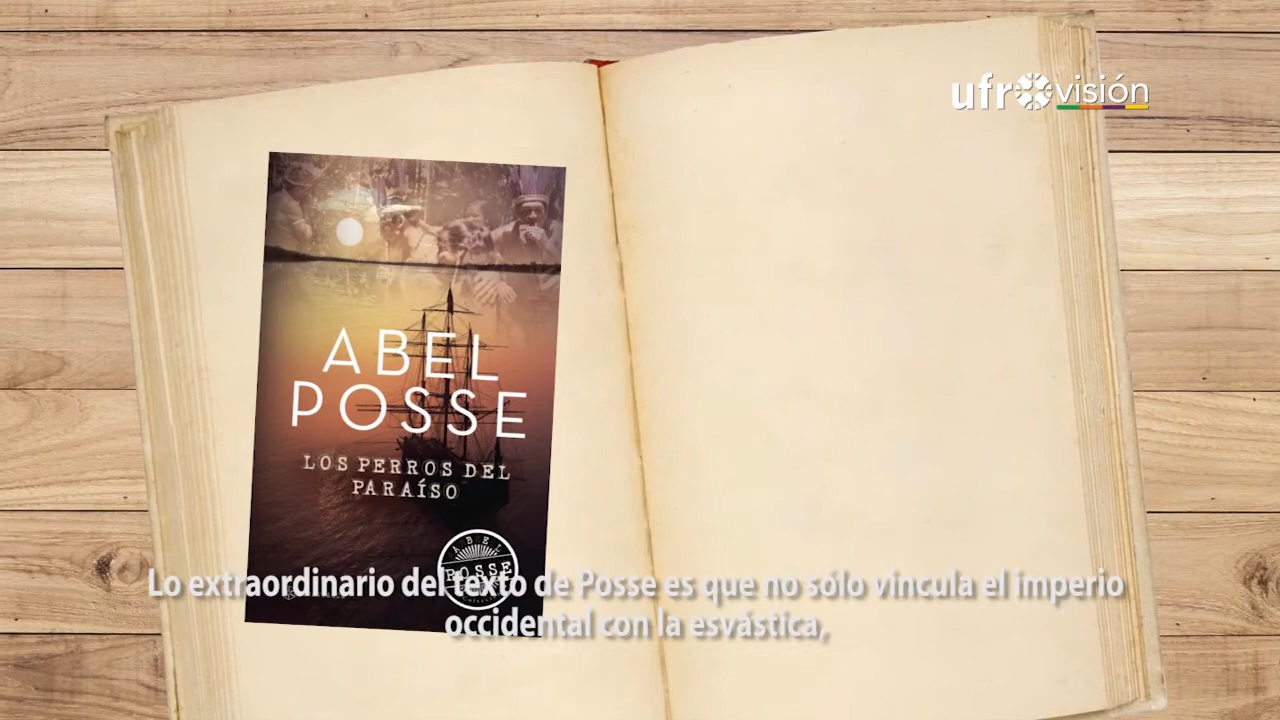 ufrovisión
ABEL
POSSE
LOS PERROS DEL
PARAÍSO
ABEL
POSSE
Lo extraordinario del texto de Posse es que no sólo vincula el imperio
occidental con la esvástica,